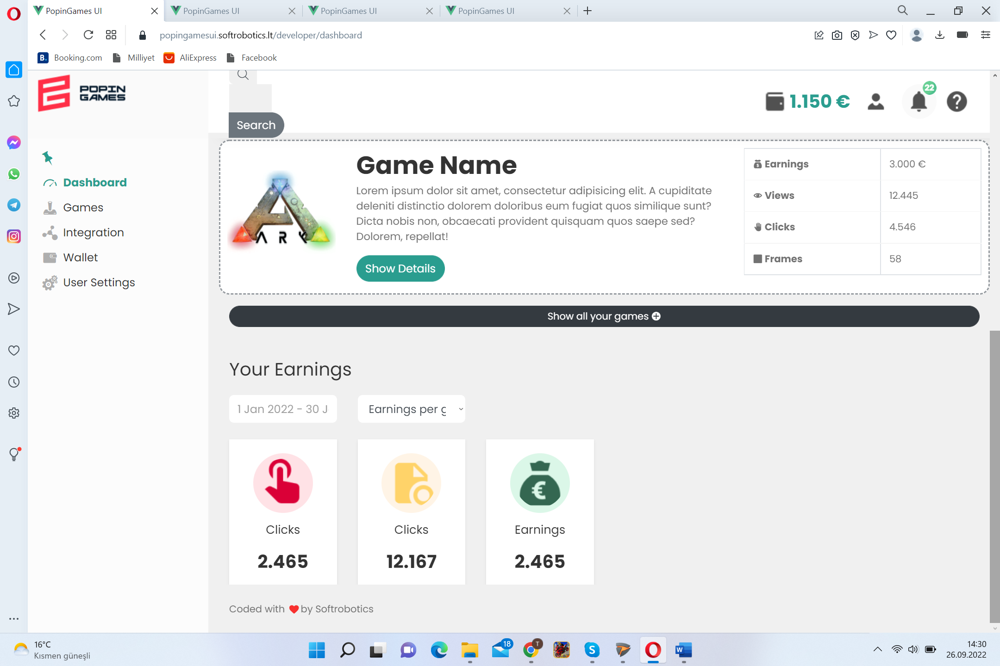 PopinGames UI
PopinGames UI
PopinGames UI
PopinGames UI
popingamesui.softrobotics.lt/developer/dashboard
Booking.com
Milliyet
AliExpress
Facebook
POPIN
GAMES
1.150 €
22
Search
Dashboard
Games
Integration
Wallet
User Settings
ARK
Game Name
Lorem ipsum dolor sit amet, consectetur adipisicing elit. A cupiditate
deleniti distinctio dolorem doloribus eum fugiat quos similique sunt?
Dicta nobis non, obcaecati provident quisquam quos saepe sed?
Dolorem, repellat!
Show Details
Earnings 3.000 €
Views 12.445
Clicks 4.546
Frames 58
Show all your games
Your Earnings
1 Jan 2022 - 30 J
Earnings per g
Clicks
2.465
Clicks
12.167
Earnings
2.465
Coded with ❤ by Softrobotics
16°C
Kısmen güneşli
18
T
14:30
26.09.2022